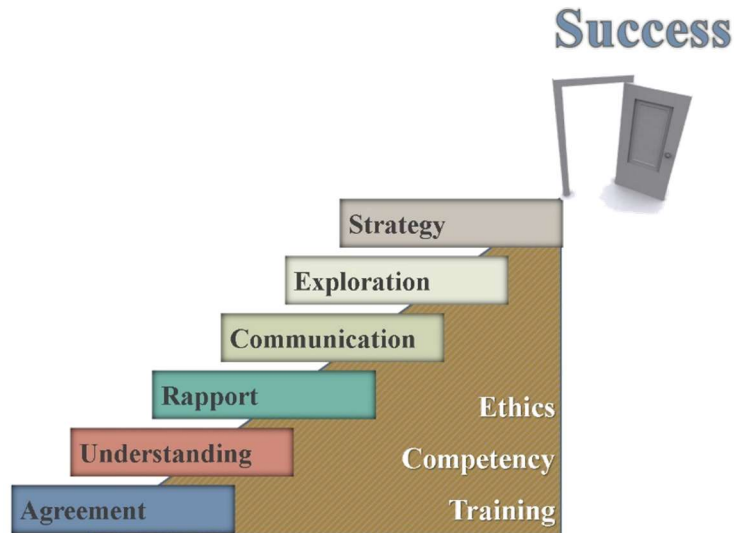 Success
Strategy
Exploration
Communication
Rapport
Ethics
Understanding
Competency
Agreement
Training